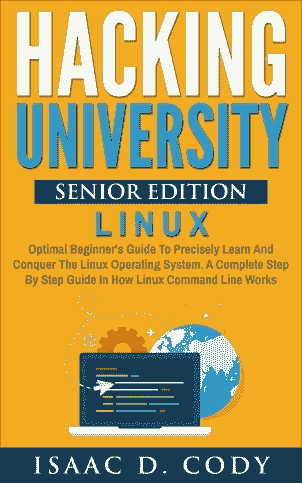 HACKING
UNIVERSITY
SENIOR EDITION
LINUX
Optimal Beginner's Guide To Precisely Learn And
Conquer The Linux Operating System. A Complete Step
By Step Guide In How Linux Command Line Works
ISAAC D. CODY